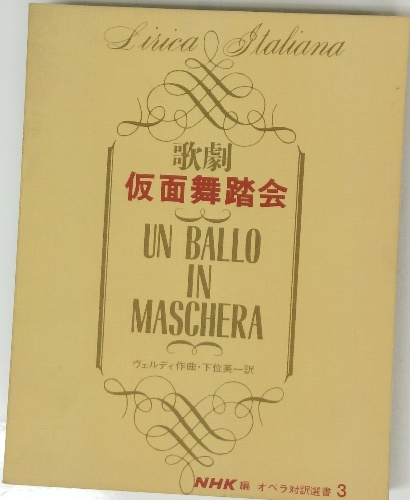 Lirica Italiana
歌劇
仮面舞踏会
UN BALLO
IN
MASCHERA
ヴェルディ作曲・下位英一訳
NHK編 オペラ対訳選書 3